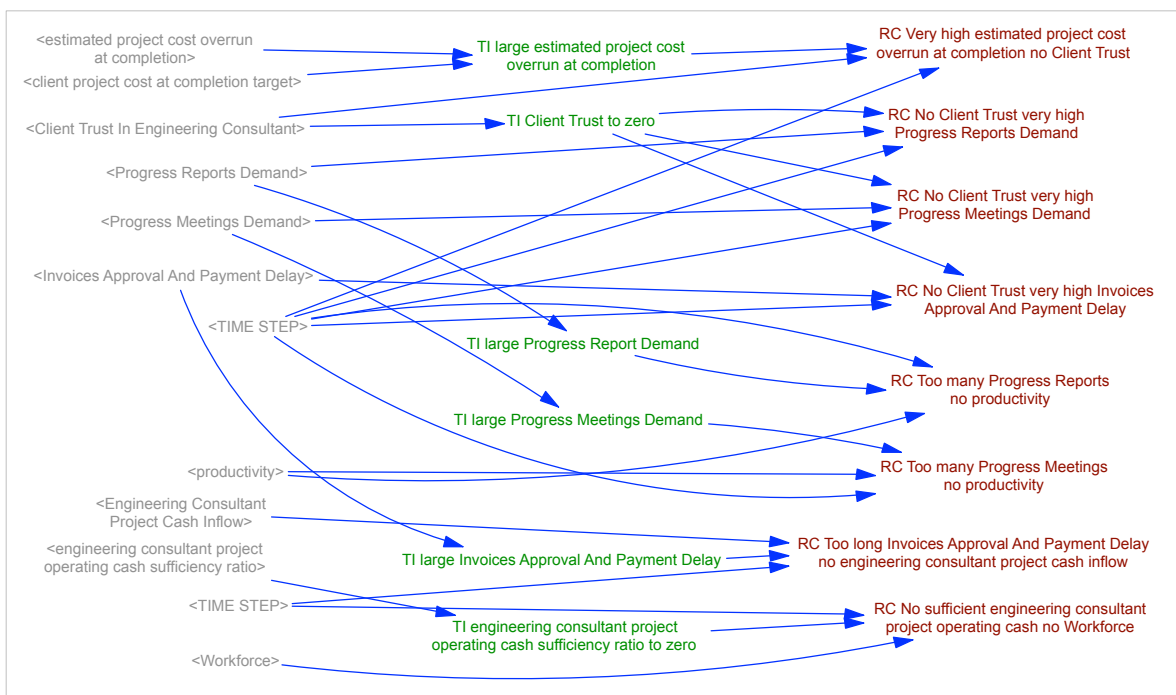 <estimated project cost overrun
at completion>
<client project cost at completion target>
<Client Trust In Engineering Consultant>
<Progress Reports Demand>
<Progress Meetings Demand>
<Invoices Approval And Payment Delay>
<TIME STEP>
<productivity>
<Engineering Consultant
Project Cash Inflow>
<engineering consultant project
operating cash sufficiency ratio>
<TIME STEP>
<Workforce>
TI large estimated project cost
overrun at completion
TI Client Trust to zero
TI large Progress Report Demand
TI large Progress Meetings Demand
TI large Invoices Approval And Payment Delay
TI engineering consultant project
operating cash sufficiency ratio to zero
RC Very high estimated project cost
overrun at completion no Client Trust
RC No Client Trust very high
Progress Reports Demand
RC No Client Trust very high
Progress Meetings Demand
RC No Client Trust very high Invoices
Approval And Payment Delay
RC Too many Progress Reports
no productivity
RC Too many Progress Meetings
no productivity
RC Too long Invoices Approval And Payment Delay
no engineering consultant project cash inflow
RC No sufficient engineering consultant
project operating cash no Workforce